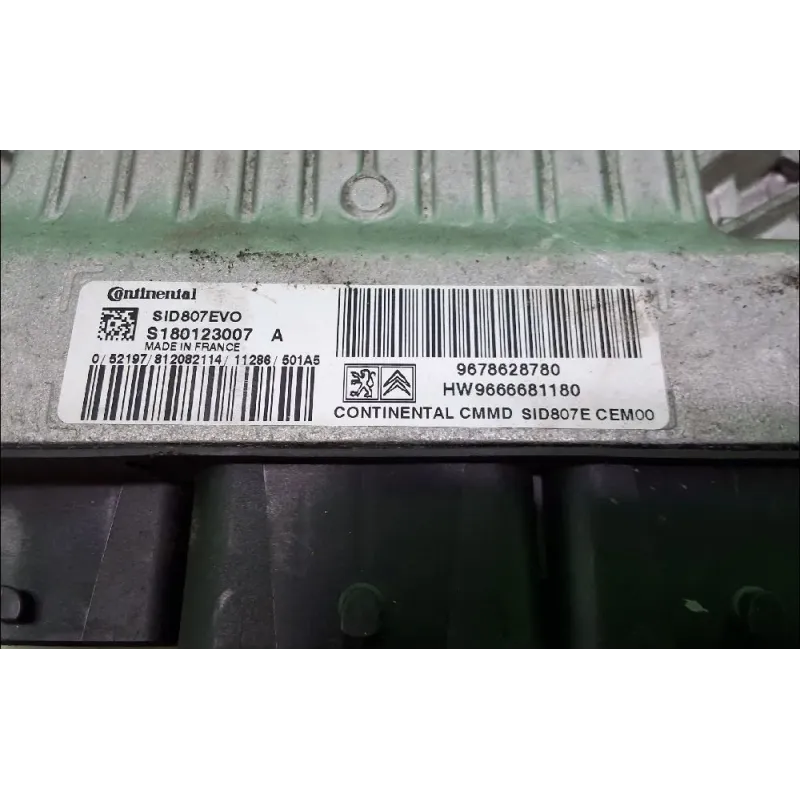 Continental
SID807EVO
S180123007 A
MADE IN FRANCE
0/52197/812082114/11286/501A5
9678628780
HW9666681180
CONTINENTAL CMMD SID807E CEM00